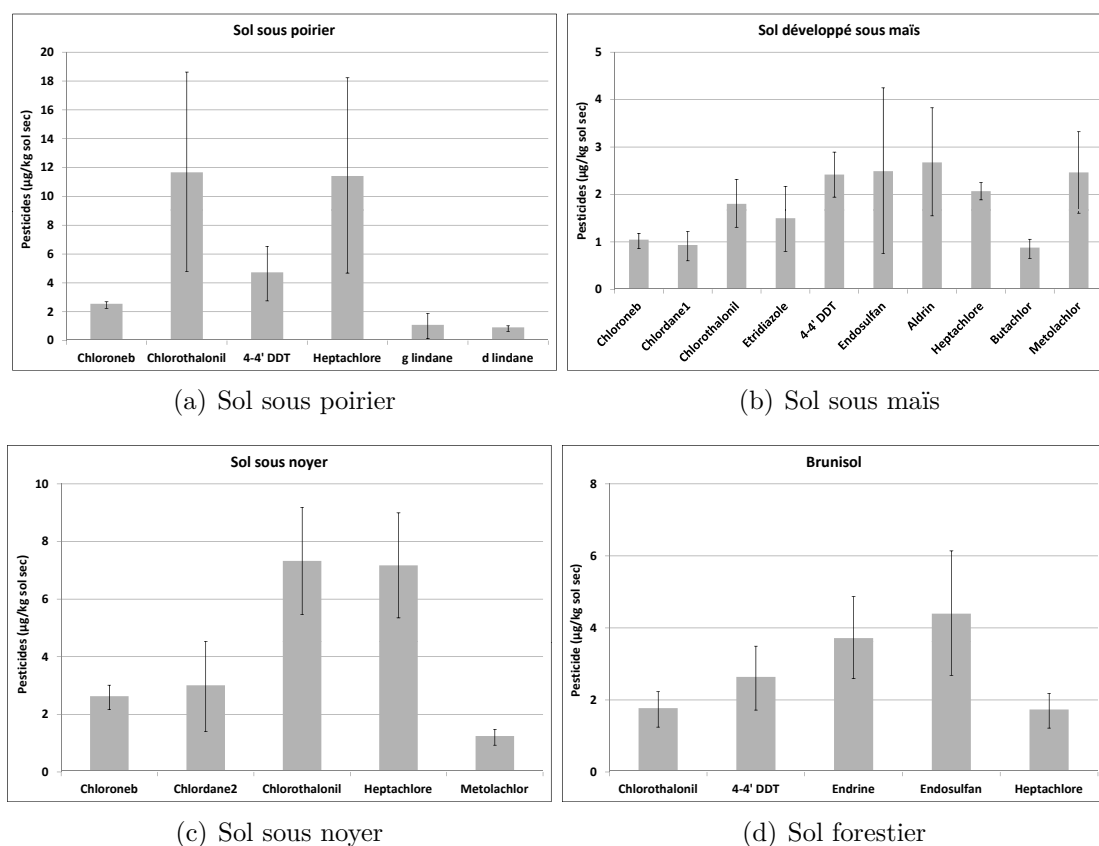 Sol sous poirier
Pesticides (µg/kg sol sec)
20
18
16
14
12
10
8
6
4
2
0
Chloroneb Chlorothalonil 4-4' DDT Heptachlore g lindane d lindane
(a) Sol sous poirier
Sol développé sous maïs
Pesticides (µg/kg sol sec)
5
4
3
2
1
0
Chloroneb Chlordane1 Chlorothalonil Etridiazole 4-4' DDT Endosulfan Aldrin Heptachlore Butachlor Metolachlor
(b) Sol sous maïs
Sol sous noyer
Pesticides (µg/kg sol sec)
10
8
6
4
2
0
Chloroneb Chlordane2 Chlorothalonil Heptachlore Metolachlor
(c) Sol sous noyer
Brunisol
Pesticide (µg/kg sol sec)
8
6
4
2
0
Chlorothalonil 4-4' DDT Endrine Endosulfan Heptachlore
(d) Sol forestier